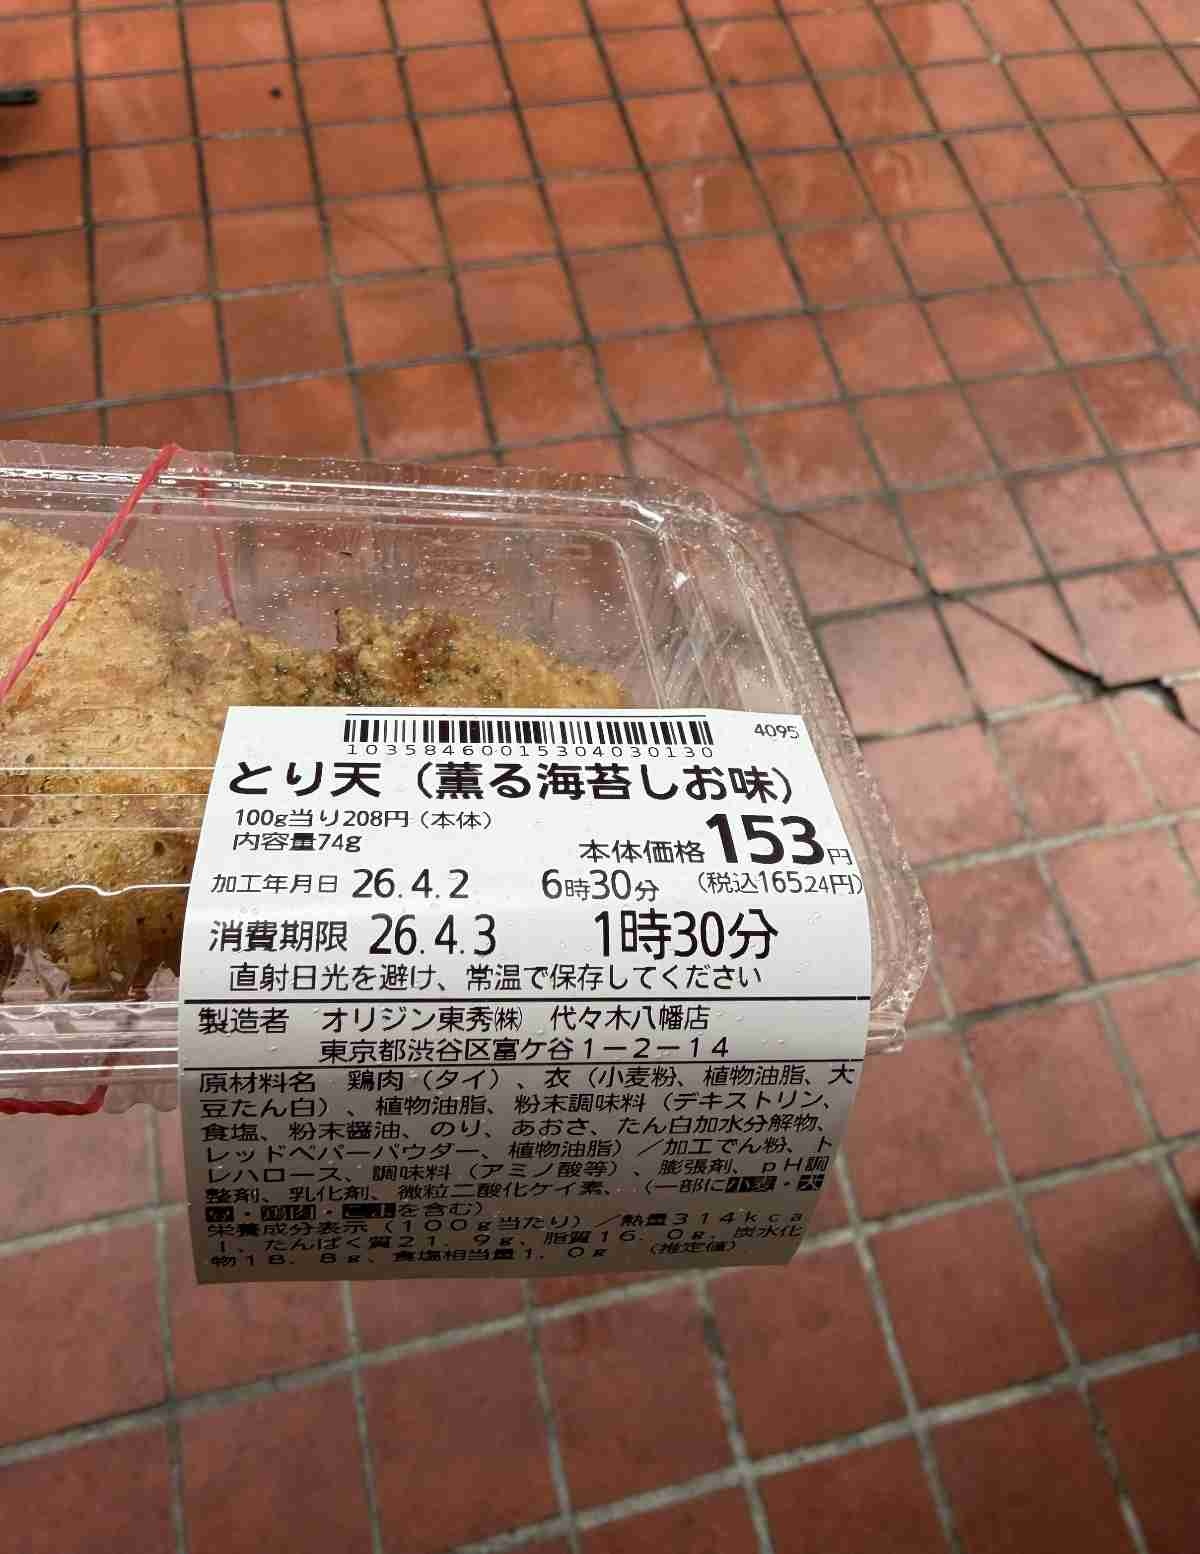 4095
10358460015304030130
とり天（薫る海苔しお味）
100g当り208円（本体）
内容量74g
本体価格153円
加工年月日 26.4.2 6時30分 （税込165.24円）
消費期限 26.4.3 1時30分
直射日光を避け、常温で保存してください
製造者 オリジン東秀㈱ 代々木八幡店
東京都渋谷区富ケ谷１－２－１４
原材料名 鶏肉（タイ）、衣（小麦粉、植物油脂、大
豆たん白）、植物油脂、粉末調味料（デキストリン、
食塩、粉末醤油、のり、あおさ、たん白加水分解物、
レッドベルペッパーパウダー、植物油脂）／加工でん粉、ト
レハロース、調味料（アミノ酸等）、膨張剤、ｐＨ調
整剤、乳化剤、微粒二酸化ケイ素、（一部に小麦・大
豆・鶏肉・ごまを含む）
栄養成分表示（１００ｇ当たり）／熱量３１４ｋｃａ
ｌ、たんぱく質２１．９ｇ、脂質１６．０ｇ、炭水化
物１８．８ｇ、食塩相当量１．０ｇ （推定値）